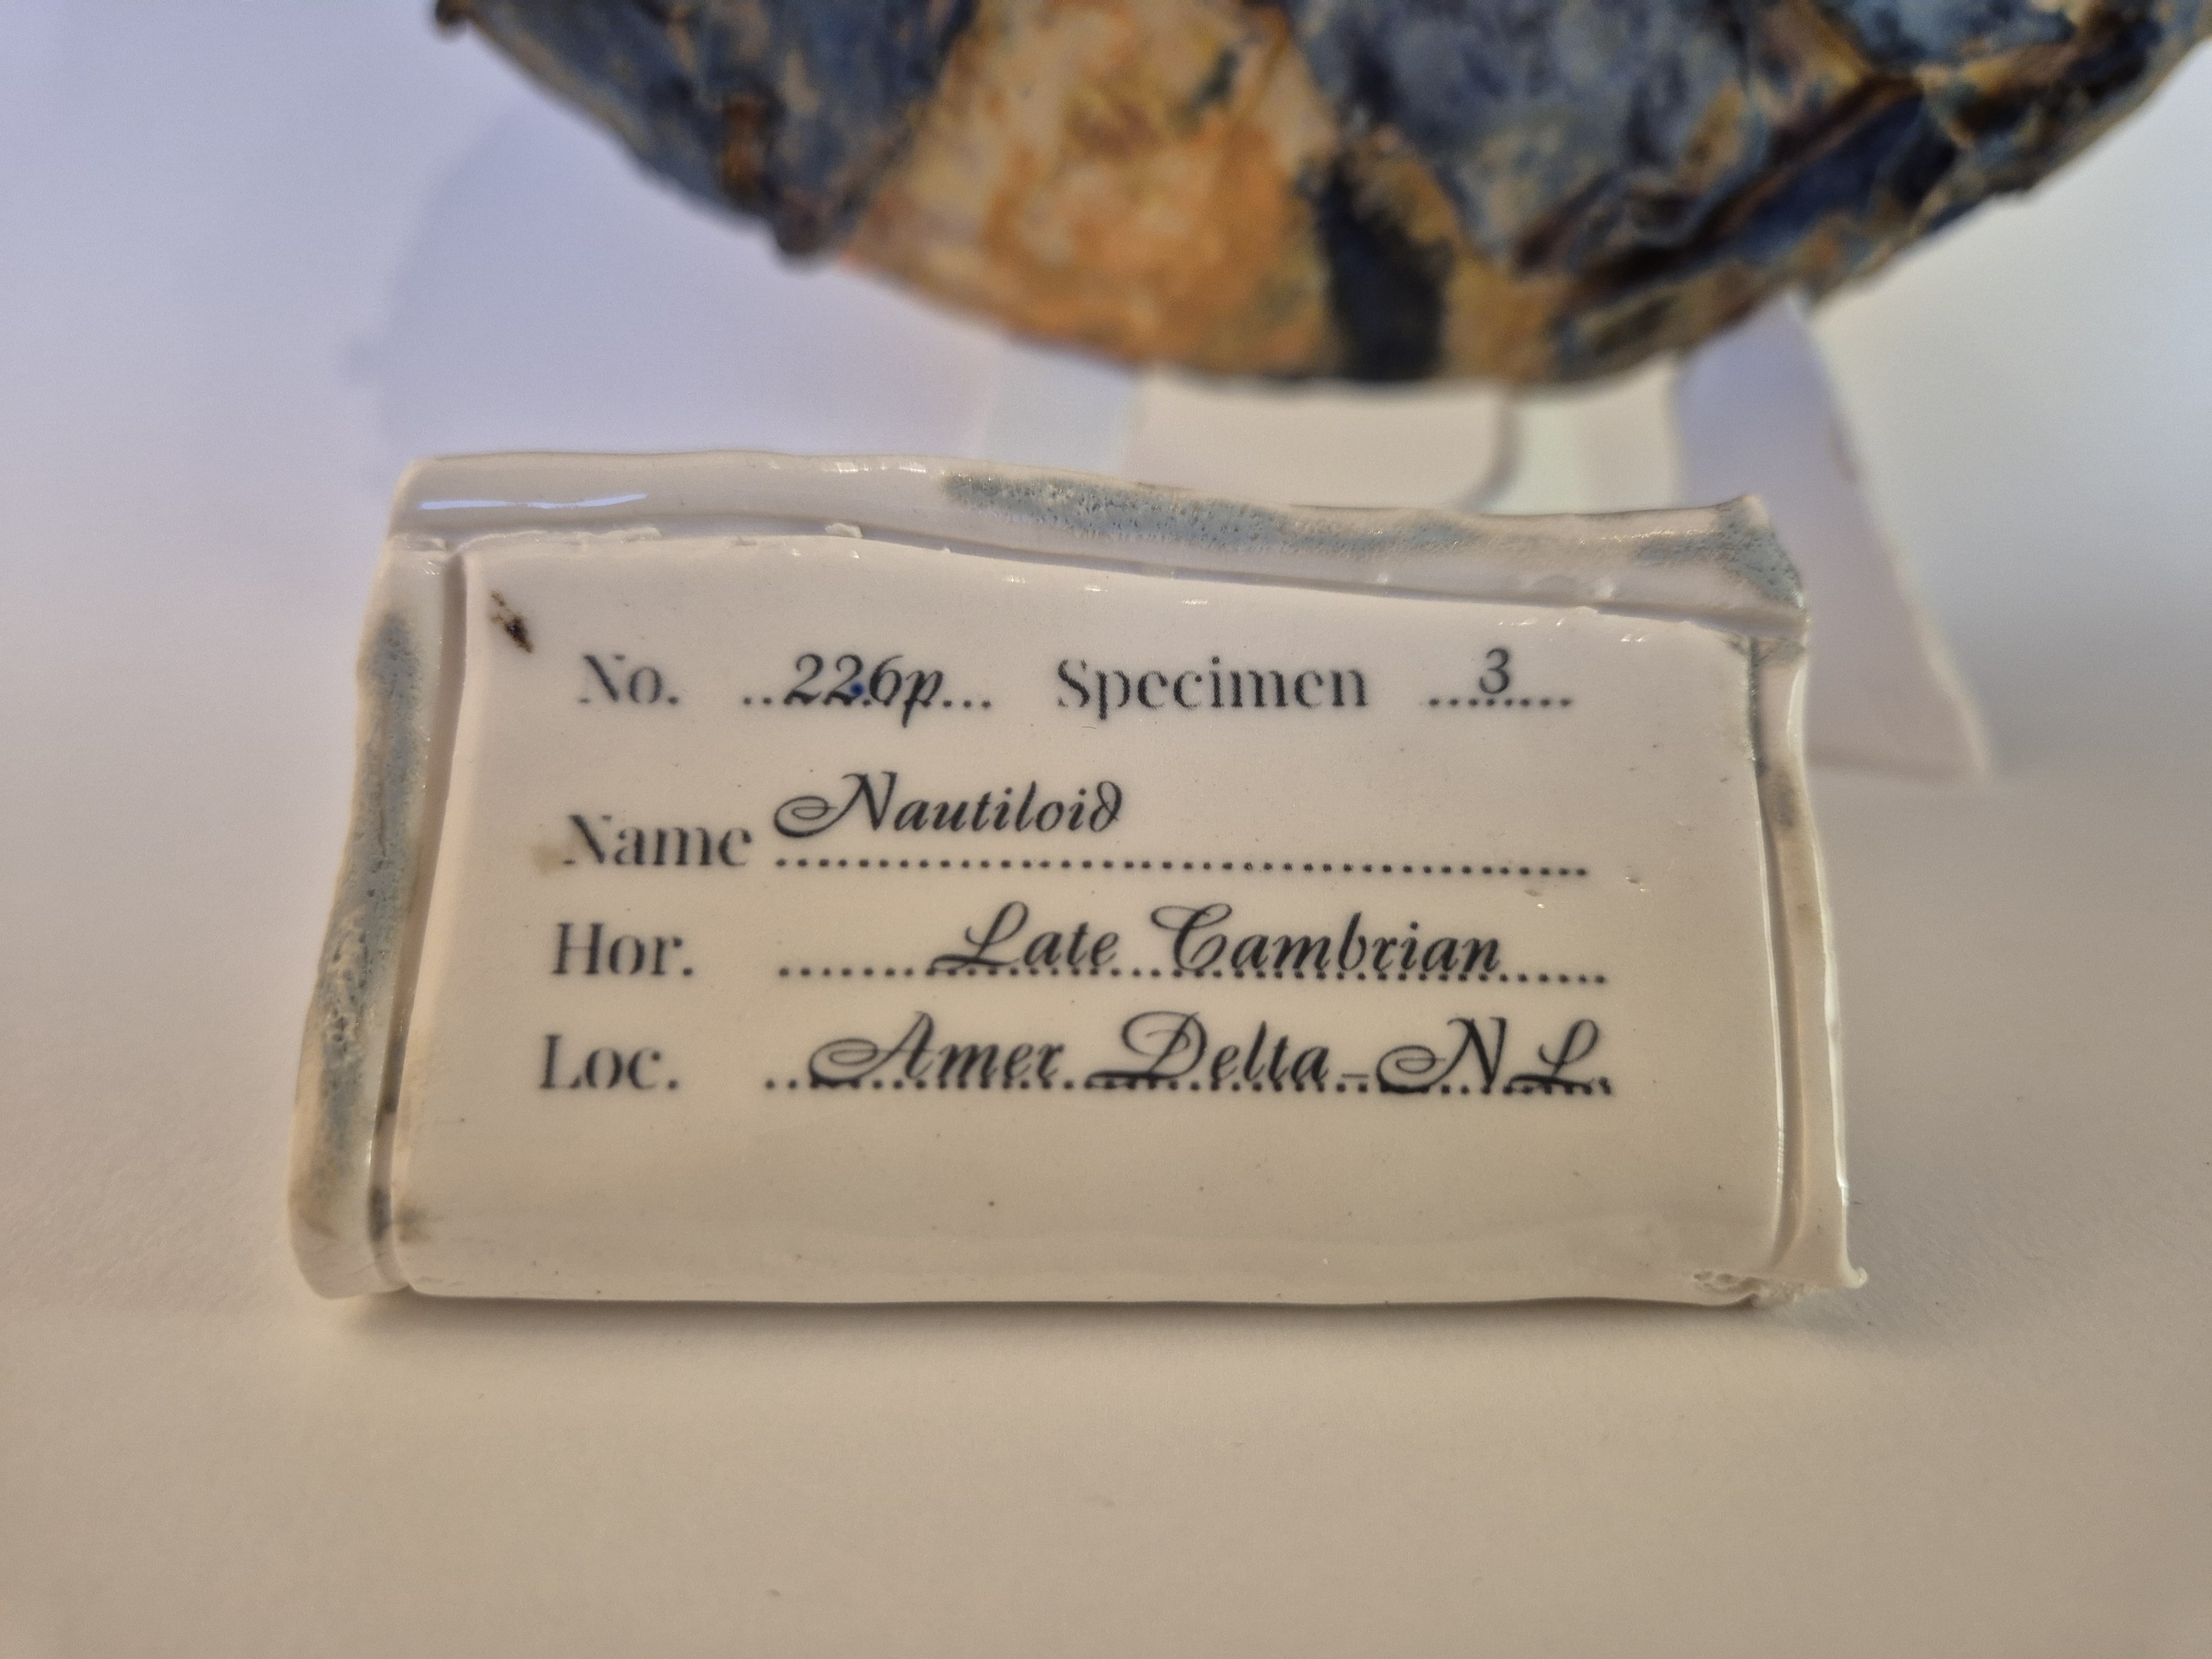 No. ..226p... Specimen ...3....
Name Nautiloid
Hor. Late Cambrian
Loc. Amer Delta-NL.